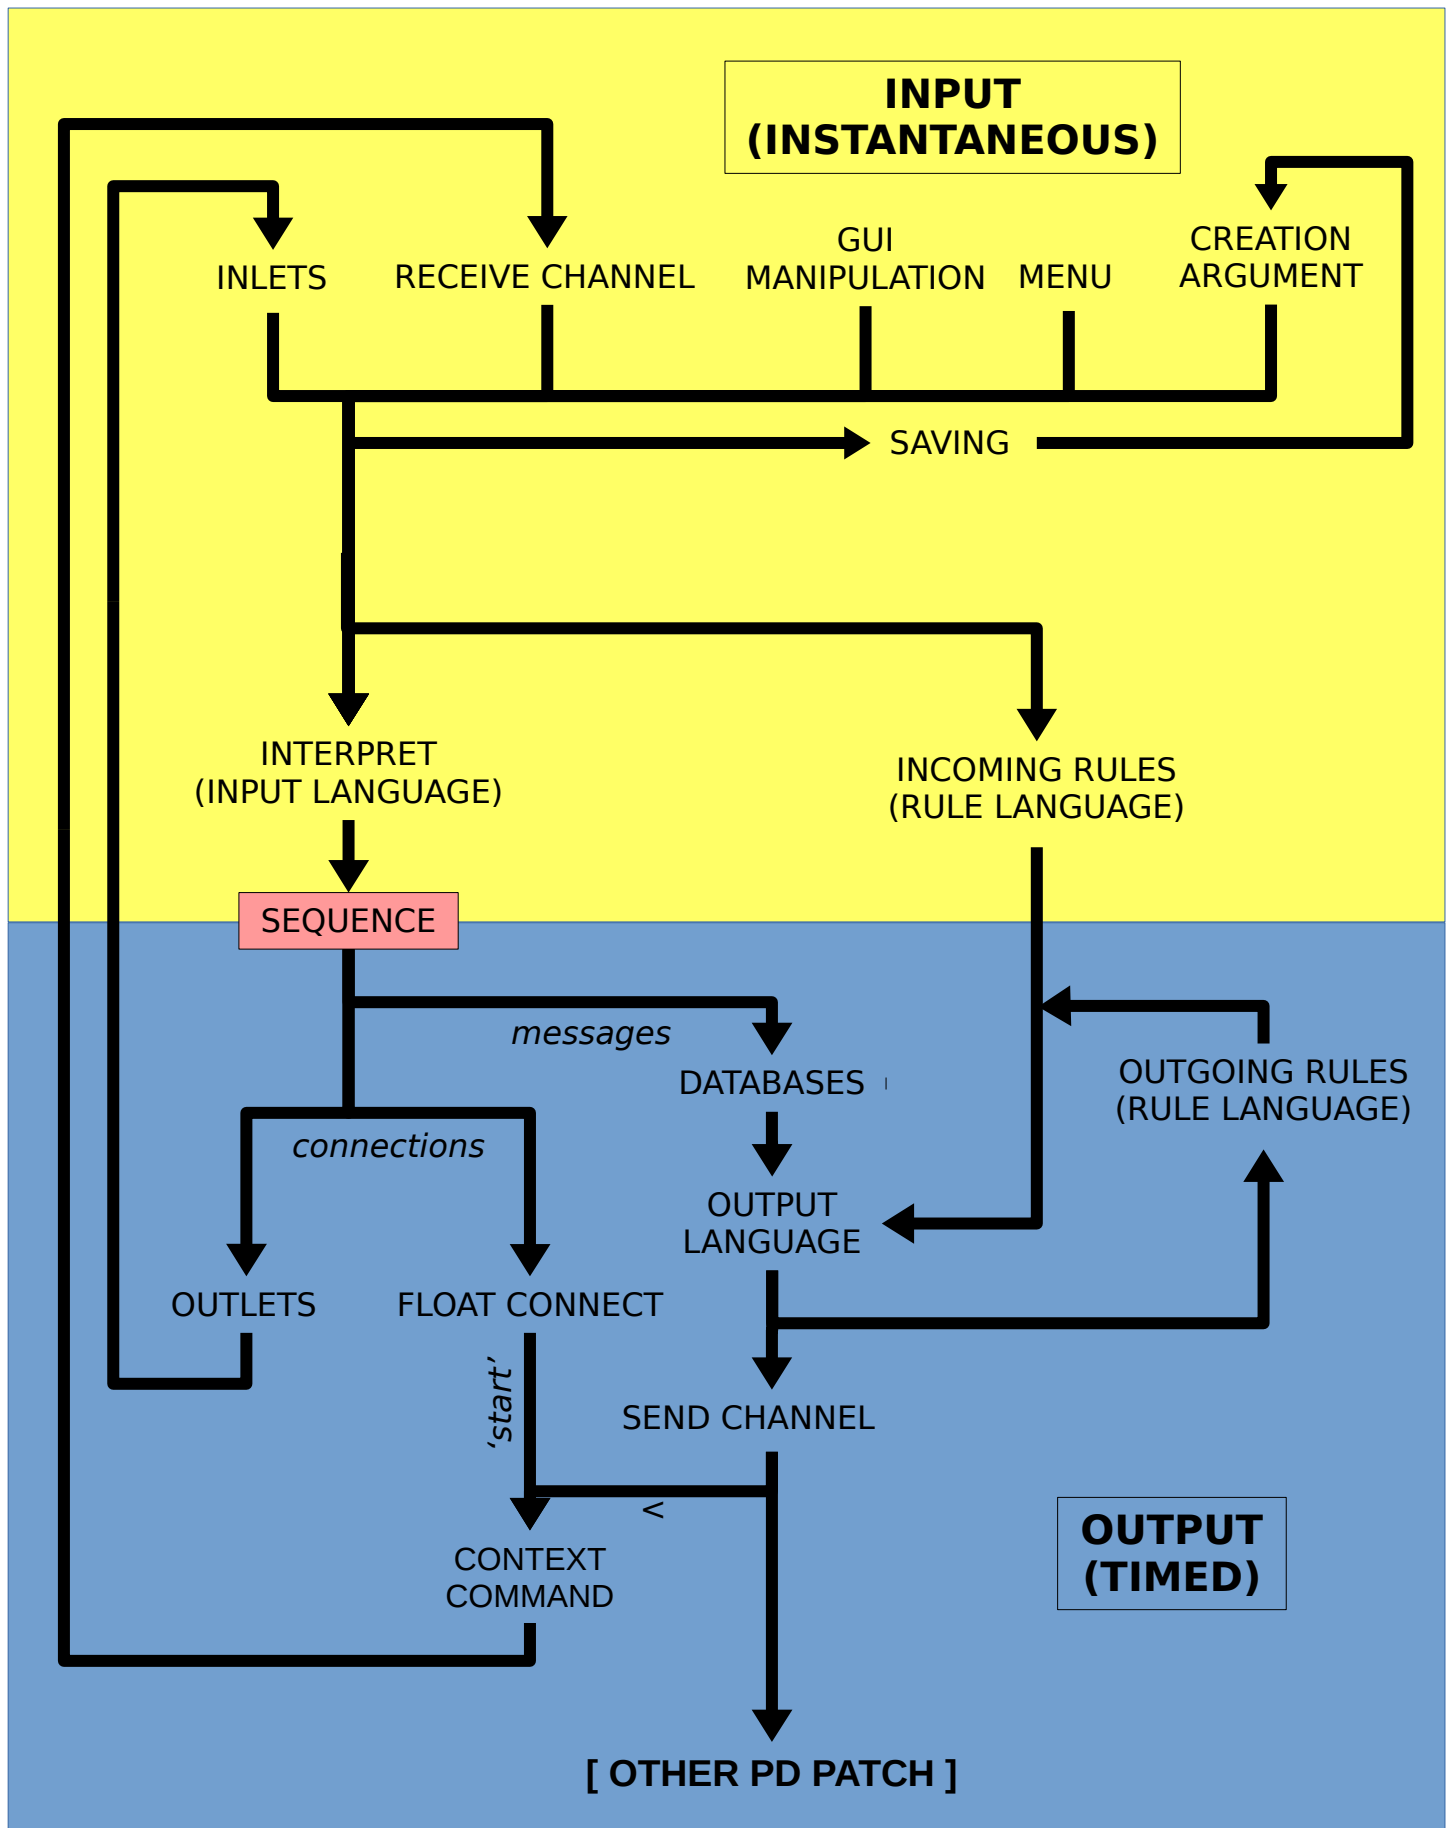 INPUT
(INSTANTANEOUS)
INLETS
RECEIVE CHANNEL
GUI
MANIPULATION
MENU
CREATION
ARGUMENT
SAVING
INTERPRET
(INPUT LANGUAGE)
INCOMING RULES
(RULE LANGUAGE)
SEQUENCE
messages
DATABASES
OUTGOING RULES
(RULE LANGUAGE)
connections
OUTPUT
LANGUAGE
OUTLETS
FLOAT CONNECT
‘start’
SEND CHANNEL
<
CONTEXT
COMMAND
OUTPUT
(TIMED)
[ OTHER PD PATCH ]